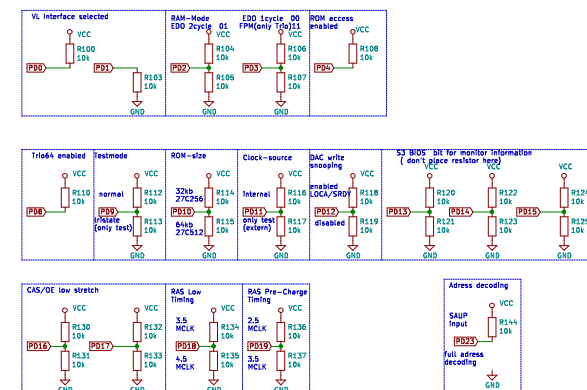 VL Interface selected
RAM-Mode
EDO 2cycle 01
EDO 1cycle 00
FPM(only Trio)11
ROM access
enabled
VCC
R100
10k
PD0
PD1
R103
10k
GND
VCC
R104
10k
PD2
R105
10k
GND
VCC
R106
10k
PD3
R107
10k
GND
VCC
R108
10k
PD4
Trio64 enabled
VCC
R110
10k
PD8
Testmode
VCC
normal
R112
10k
PD9
tristate
(only test)
R113
10k
GND
ROM-size
VCC
32kb
27C256
R114
10k
PD10
64kb
27C512
R115
10k
GND
Clock-source
VCC
internal
R116
10k
PD11
only test
(extern)
R117
10k
GND
DAC write
snooping
VCC
enabled
LOCA/SRDY
R118
10k
PD12
disabled
R119
10k
GND
S3 BIOS bit for monitor information
( don't place resistor here)
VCC
R120
10k
PD13
R121
10k
GND
VCC
R122
10k
PD14
R123
10k
GND
VCC
R124
10k
PD15
R125
10k
GND
CAS/OE low stretch
VCC
R130
10k
PD16
R131
10k
GND
VCC
R132
10k
PD17
R133
10k
GND
RAS Low
Timing
VCC
3.5
MCLK
R134
10k
PD18
4.5
MCLK
R135
10k
GND
RAS Pre-Charge
Timing
VCC
2.5
MCLK
R136
10k
PD19
3.5
MCLK
R137
10k
GND
Adress decoding
VCC
SAUP
Input
R144
10k
PD23
full adress
decoding
GND